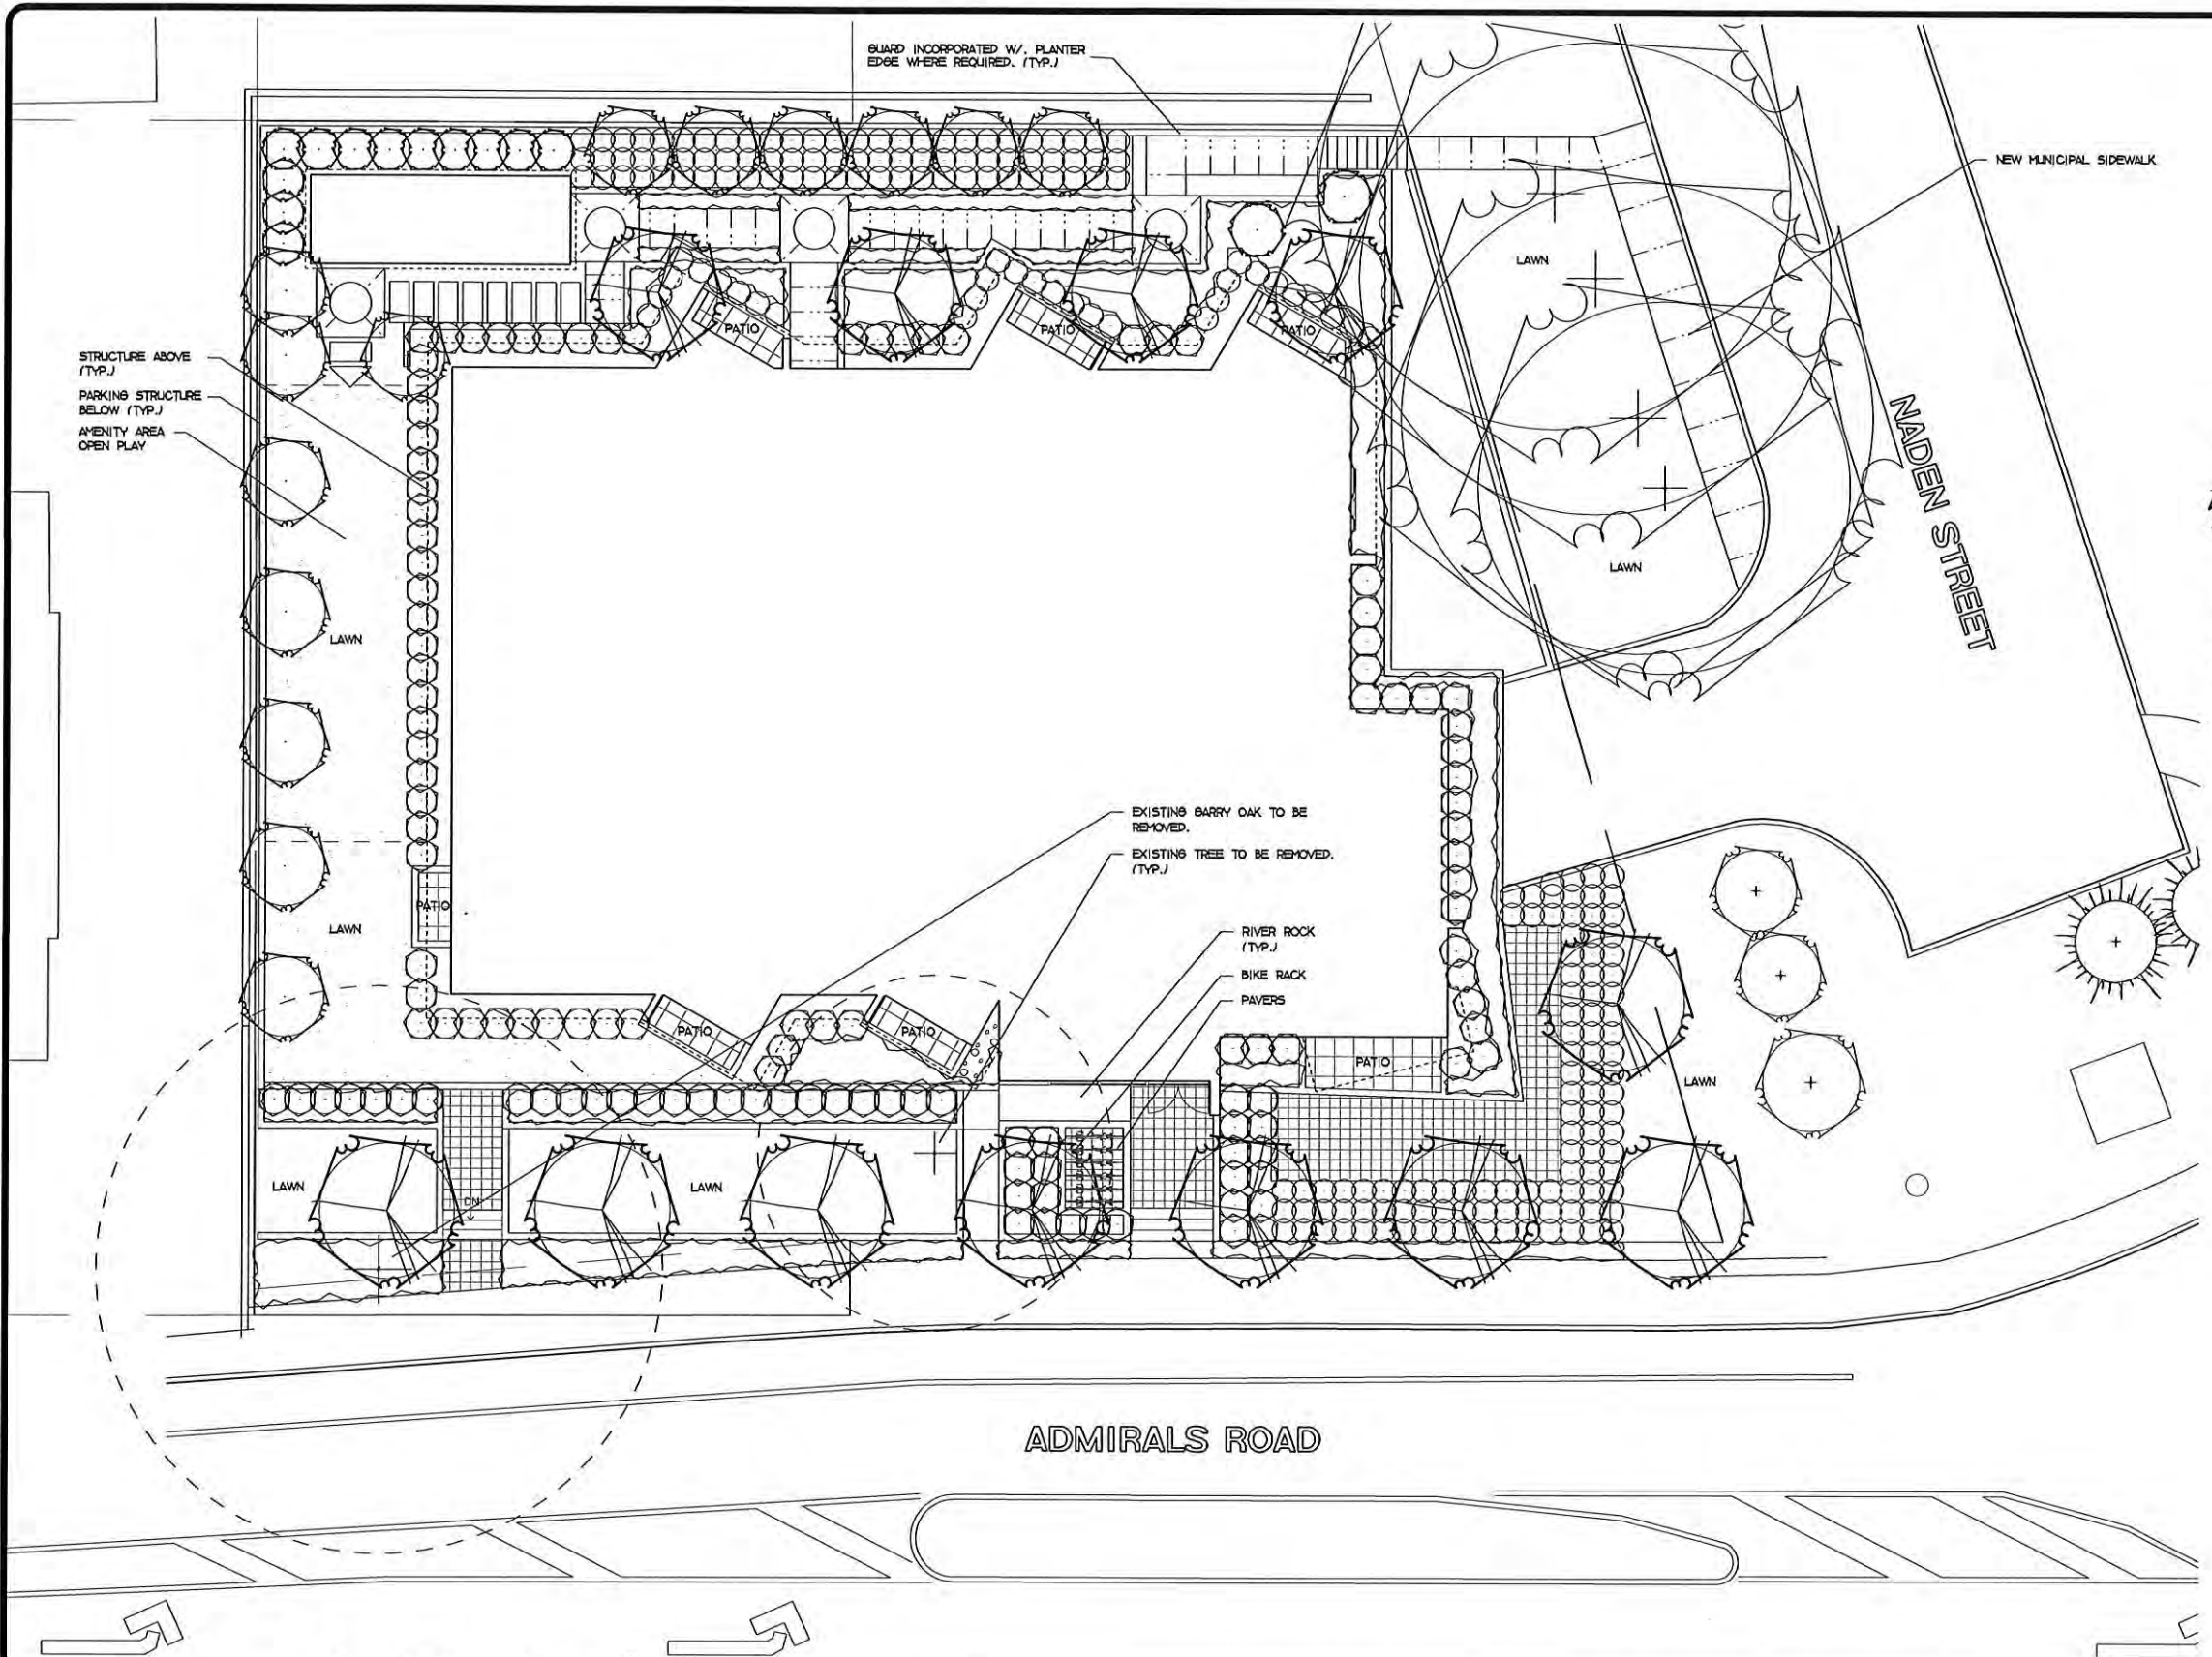 GUARD INCORPORATED W/. PLANTER
EDGE WHERE REQUIRED. (TYP.)
NEW MUNICIPAL SIDEWALK
LAWN
PATIO
PATIO
PATIO
STRUCTURE ABOVE
(TYP.)
PARKING STRUCTURE
BELOW (TYP.)
AMENITY AREA
OPEN PLAY
NADEN STREET
LAWN
LAWN
EXISTING GARRY OAK TO BE
REMOVED.
EXISTING TREE TO BE REMOVED.
(TYP.)
PATIO
LAWN
RIVER ROCK
(TYP.)
BIKE RACK
PAVERS
PATIO
PATIO
PATIO
LAWN
LAWN
LAWN
DN
ADMIRALS ROAD